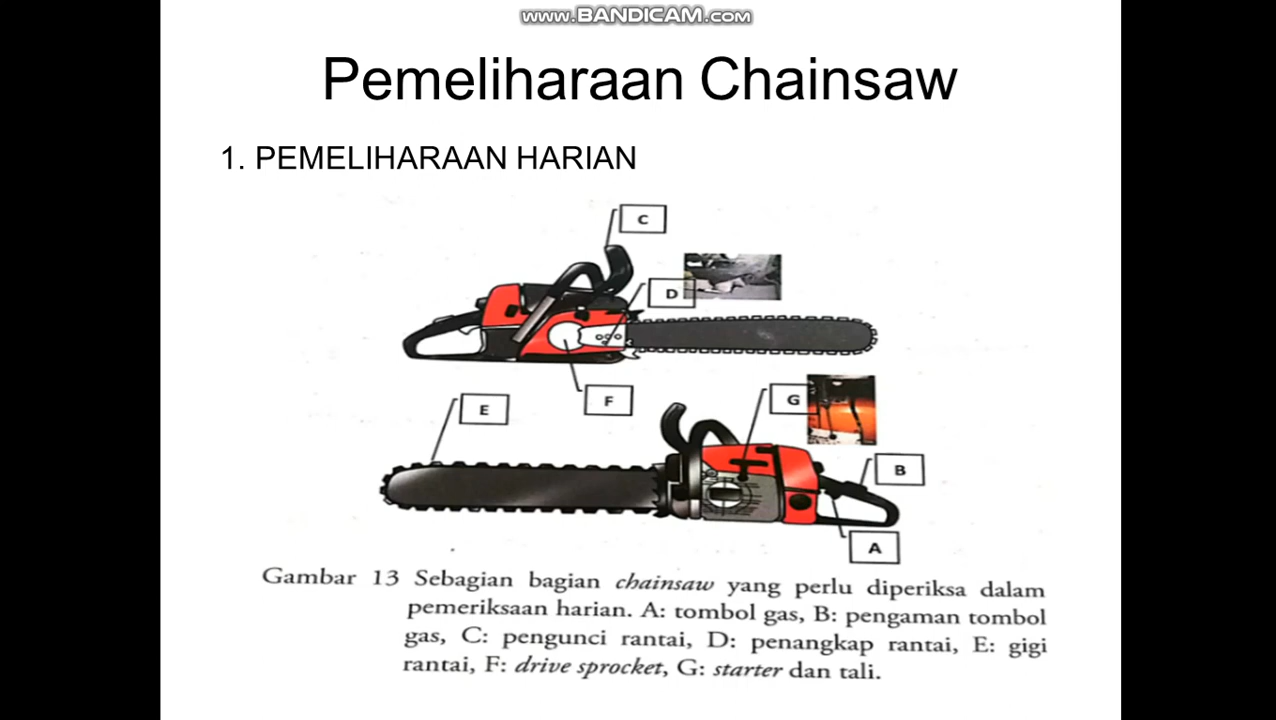 www.BANDICAM.com
Pemeliharaan Chainsaw
1. PEMELIHARAAN HARIAN
C
D
F
E
G
B
A
Gambar 13 Sebagian bagian chainsaw yang perlu diperiksa dalam
pemeriksaan harian. A: tombol gas, B: pengaman tombol
gas, C: pengunci rantai, D: penangkap rantai, E: gigi
rantai, F: drive sprocket, G: starter dan tali.